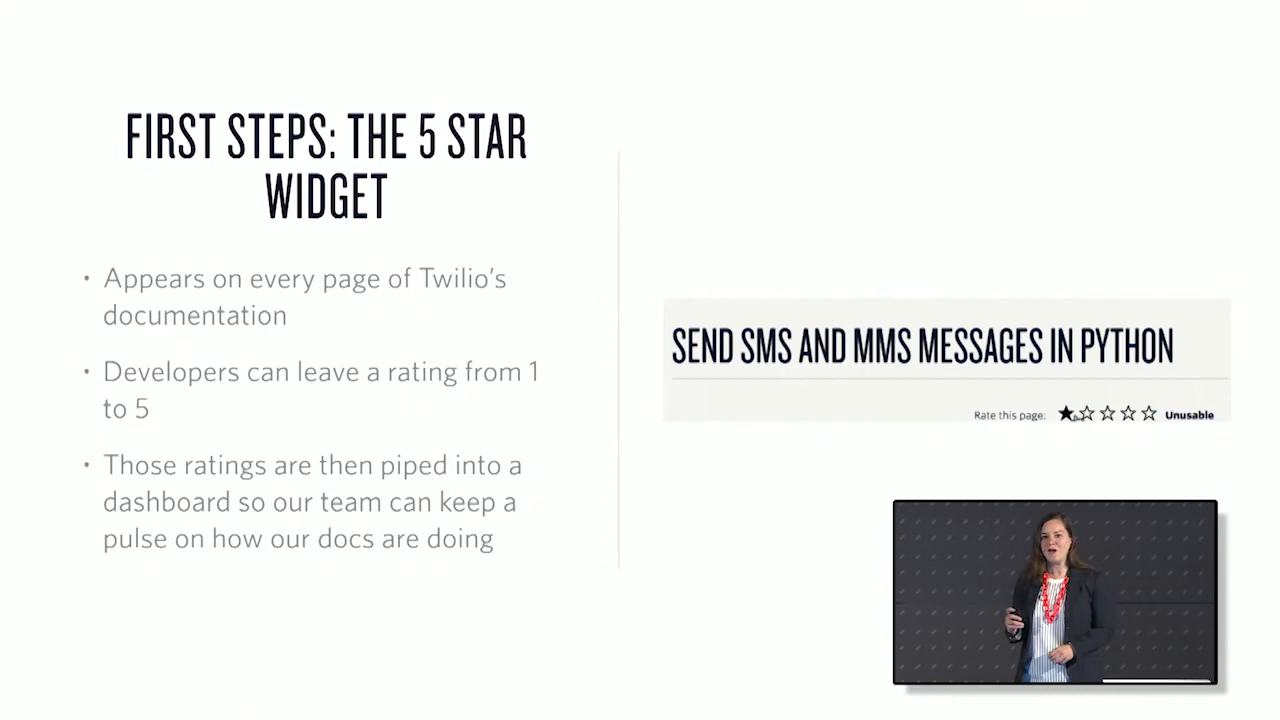 FIRST STEPS: THE 5 STAR
WIDGET
• Appears on every page of Twilio's
documentation
• Developers can leave a rating from 1
to 5
• Those ratings are then piped into a
dashboard so our team can keep a
pulse on how our docs are doing
SEND SMS AND MMS MESSAGES IN PYTHON
Rate this page: ★☆☆☆☆ Unusable